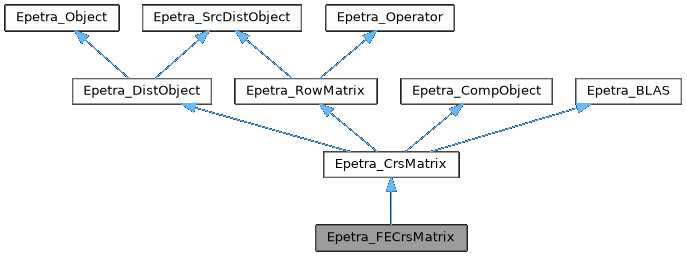 Epetra_Object
Epetra_SrcDistObject
Epetra_Operator
Epetra_DistObject
Epetra_RowMatrix
Epetra_CompObject
Epetra_BLAS
Epetra_CrsMatrix
Epetra_FECrsMatrix